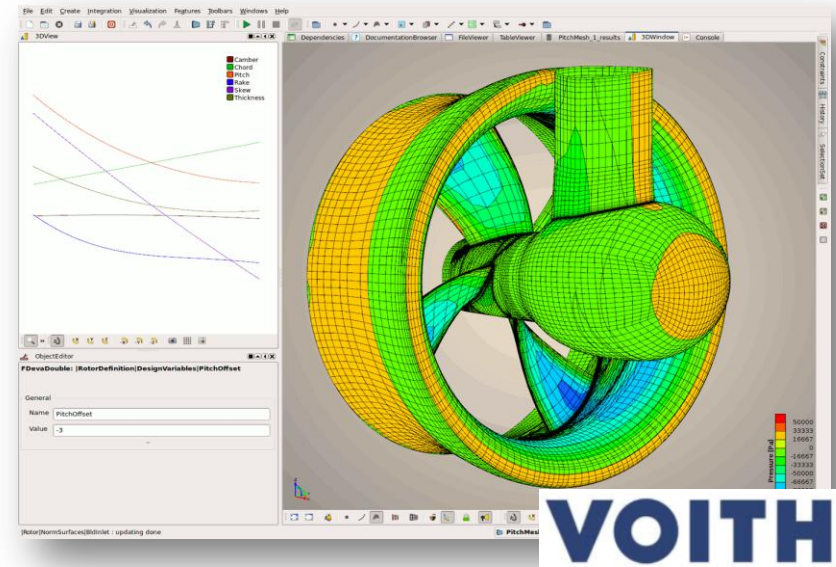 File Edit Create Integration Visualization Features Toolbars Windows Help
3DView
Camber
Chord
Pitch
Rake
Skew
Thickness
ObjectEditor
FDevaDouble: |RotorDefinition|DesignVariables|PitchOffset
General
Name PitchOffset
Value -3
|Rotor|NormSurfaces|BldInlet : updating done
Dependencies DocumentationBrowser FileViewer TableViewer PitchMesh_1_results 3DWindow Console
Constraints
History
SelectionSet
Pressure [Pa]
50000
33333
16667
0
-16667
-33333
-50000
-66667
VOITH